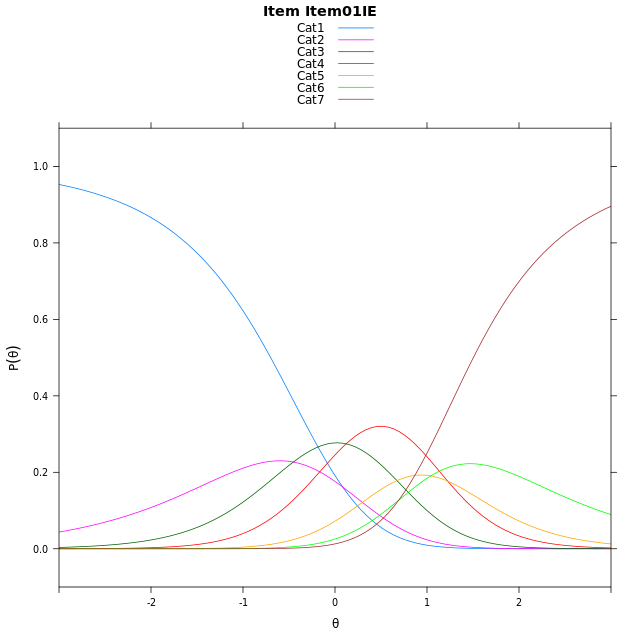 Item Item01IE
Cat1
Cat2
Cat3
Cat4
Cat5
Cat6
Cat7
1.0
0.8
0.6
0.4
0.2
0.0
P(θ)
-2 -1 0 1 2
θ